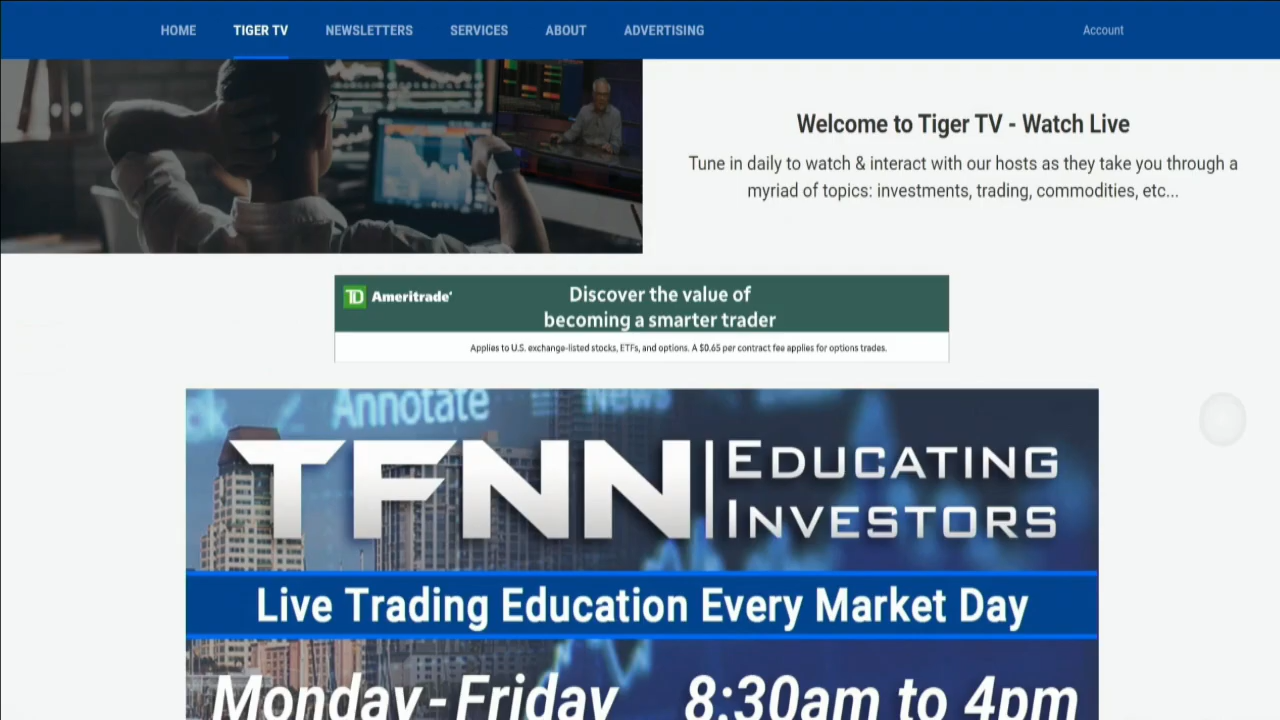 HOME TIGER TV NEWSLETTERS SERVICES ABOUT ADVERTISING Account
Welcome to Tiger TV - Watch Live
Tune in daily to watch & interact with our hosts as they take you through a
myriad of topics: investments, trading, commodities, etc...
TD Ameritrade
Discover the value of
becoming a smarter trader
Applies to U.S. exchange-listed stocks, ETFs, and options. A $0.65 per contract fee applies for options trades.
ck Annotate News
TFNN EDUCATING
INVESTORS
Live Trading Education Every Market Day
Monday - Friday 8:30am to 4pm